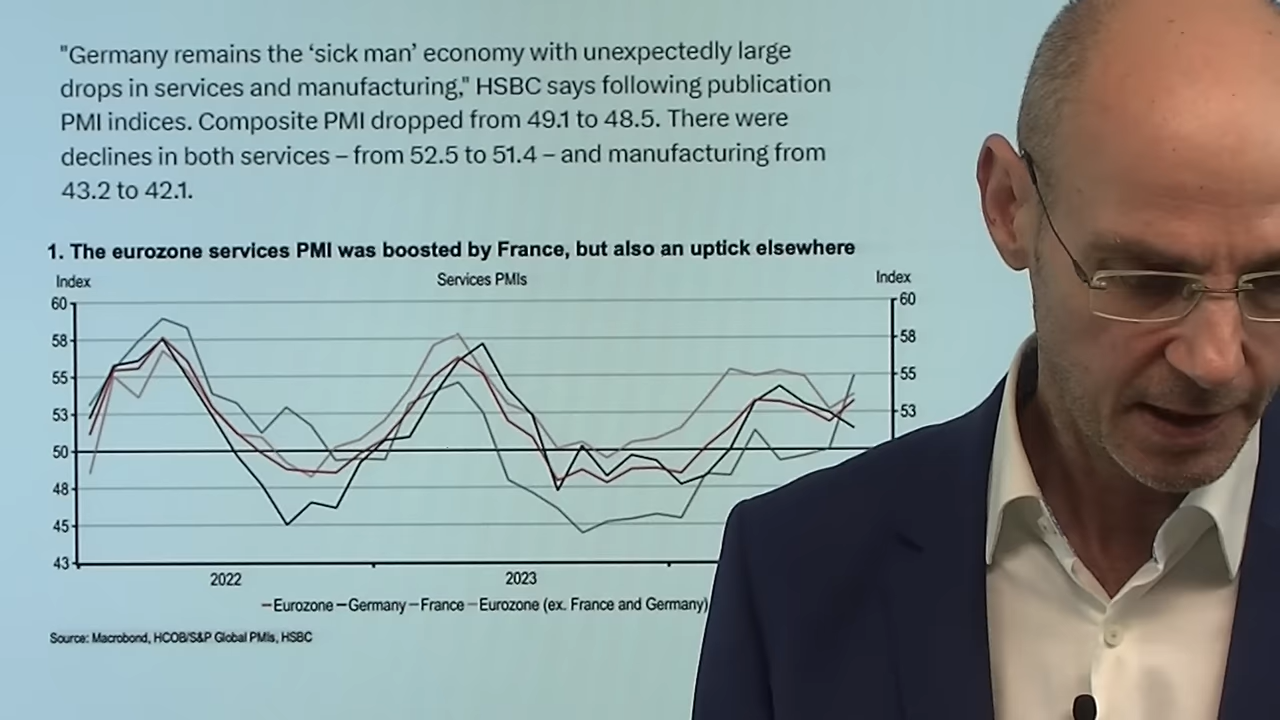 "Germany remains the ‘sick man’ economy with unexpectedly large
drops in services and manufacturing," HSBC says following publication
PMI indices. Composite PMI dropped from 49.1 to 48.5. There were
declines in both services – from 52.5 to 51.4 – and manufacturing from
43.2 to 42.1.
1. The eurozone services PMI was boosted by France, but also an uptick elsewhere
Index Services PMIs Index
60 60
58 58
55 55
53 53
50
48
45
43
2022 2023
Eurozone Germany France Eurozone (ex. France and Germany)
Source: Macrobond, HCOB/S&P Global PMIs, HSBC